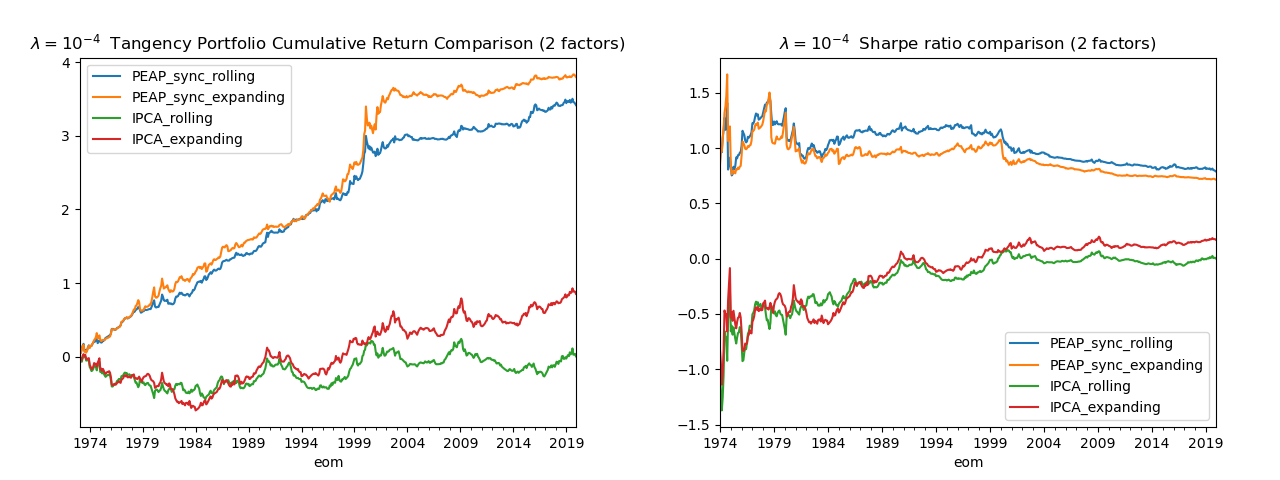 λ = 10⁻⁴ Tangency Portfolio Cumulative Return Comparison (2 factors)
4
3
2
1
0
PEAP_sync_rolling
PEAP_sync_expanding
IPCA_rolling
IPCA_expanding
1974 1979 1984 1989 1994 1999 2004 2009 2014 2019
eom
λ = 10⁻⁴ Sharpe ratio comparison (2 factors)
1.5
1.0
0.5
0.0
−0.5
−1.0
−1.5
PEAP_sync_rolling
PEAP_sync_expanding
IPCA_rolling
IPCA_expanding
1974 1979 1984 1989 1994 1999 2004 2009 2014 2019
eom